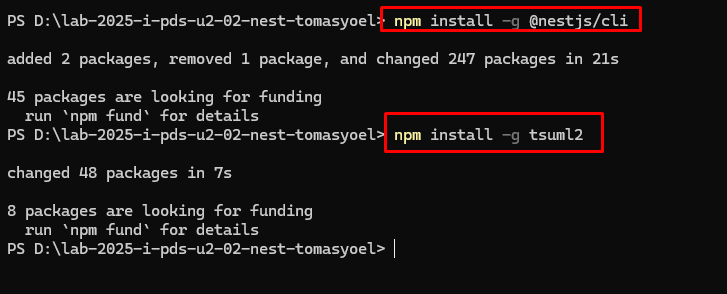 PS D:\lab-2025-i-pds-u2-02-nest-tomasyoel> npm install -g @nestjs/cli
added 2 packages, removed 1 package, and changed 247 packages in 21s
45 packages are looking for funding
  run `npm fund` for details
PS D:\lab-2025-i-pds-u2-02-nest-tomasyoel> npm install -g tsuml2
changed 48 packages in 7s
8 packages are looking for funding
  run `npm fund` for details
PS D:\lab-2025-i-pds-u2-02-nest-tomasyoel>